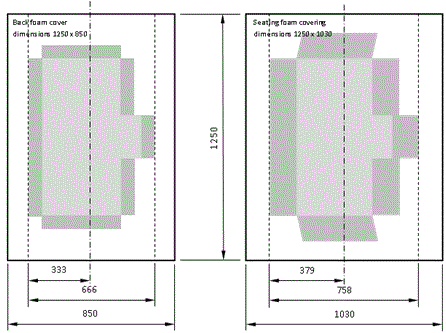 Back foam cover
dimensions 1250 x 850
Seating foam covering
dimensions 1250 x 1030
1250
333
666
850
379
758
1030